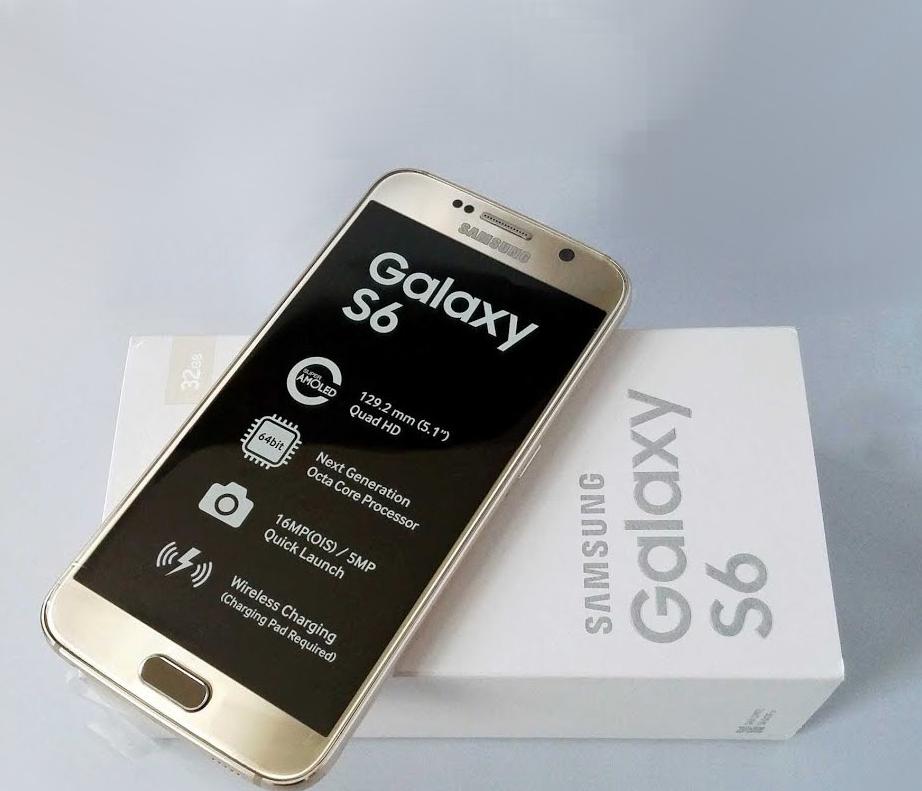 SAMSUNG
Galaxy
S6
SUPER
AMOLED
129.2 mm (5.1")
Quad HD
64bit
Next Generation
Octa Core Processor
16MP(OIS) / 5MP
Quick Launch
Wireless Charging
(Charging Pad Required)
32GB
SAMSUNG
Galaxy
S6